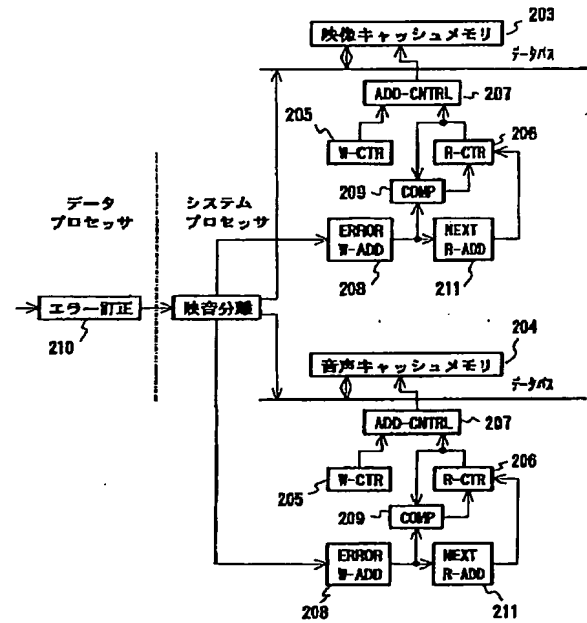 203
映像キャッシュメモリ
データバス
ADD-CNTRL
207
205
206
W-CTR
R-CTR
209
COMP
データ
プロセッサ
システム
プロセッサ
ERROR
W-ADD
NEXT
R-ADD
208
211
エラー訂正
映音分離
210
204
音声キャッシュメモリ
データバス
ADD-CNTRL
207
206
W-CTR
R-CTR
205
209
COMP
ERROR
W-ADD
NEXT
R-ADD
208
211